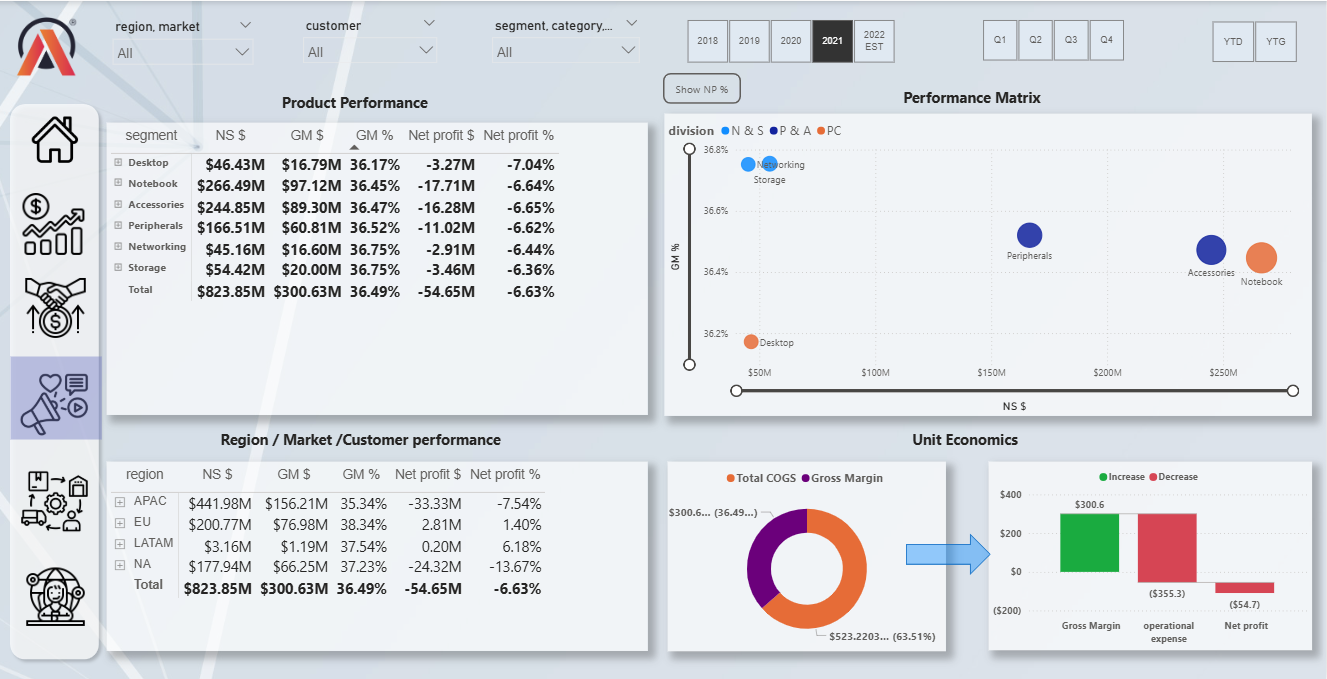 region, market
customer
segment, category,...
All
All
All
2018 2019 2020 2021 2022 EST
Q1 Q2 Q3 Q4
YTD YTG
Show NP %
Product Performance
segment NS $ GM $ GM % Net profit $ Net profit %
Desktop $46.43M $16.79M 36.17% -3.27M -7.04%
Notebook $266.49M $97.12M 36.45% -17.71M -6.64%
Accessories $244.85M $89.30M 36.47% -16.28M -6.65%
Peripherals $166.51M $60.81M 36.52% -11.02M -6.62%
Networking $45.16M $16.60M 36.75% -2.91M -6.44%
Storage $54.42M $20.00M 36.75% -3.46M -6.36%
Total $823.85M $300.63M 36.49% -54.65M -6.63%
Performance Matrix
division N & S P & A PC
36.8%
36.6%
36.4%
36.2%
GM %
Networking
Storage
Peripherals
Accessories
Notebook
Desktop
$50M $100M $150M $200M $250M
NS $
Region / Market /Customer performance
region NS $ GM $ GM % Net profit $ Net profit %
APAC $441.98M $156.21M 35.34% -33.33M -7.54%
EU $200.77M $76.98M 38.34% 2.81M 1.40%
LATAM $3.16M $1.19M 37.54% 0.20M 6.18%
NA $177.94M $66.25M 37.23% -24.32M -13.67%
Total $823.85M $300.63M 36.49% -54.65M -6.63%
Unit Economics
Total COGS Gross Margin
$300.6... (36.49...)
$523.2203... (63.51%)
Increase Decrease
$400
$200
$0
($200)
$300.6
($355.3)
($54.7)
Gross Margin operational Net profit
expense